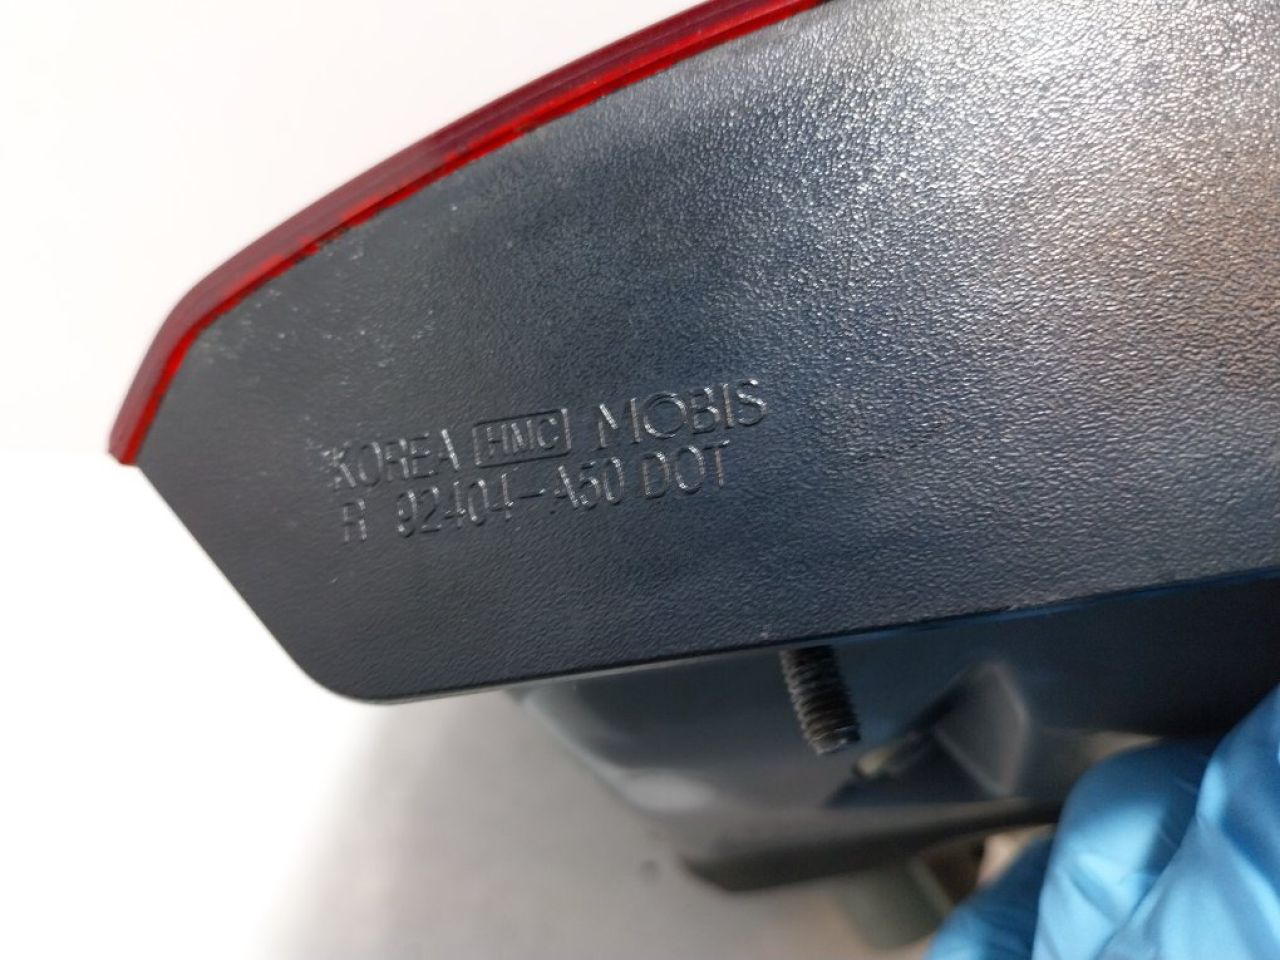 KOREA HMC MOBIS
R 92404-A50 DOT